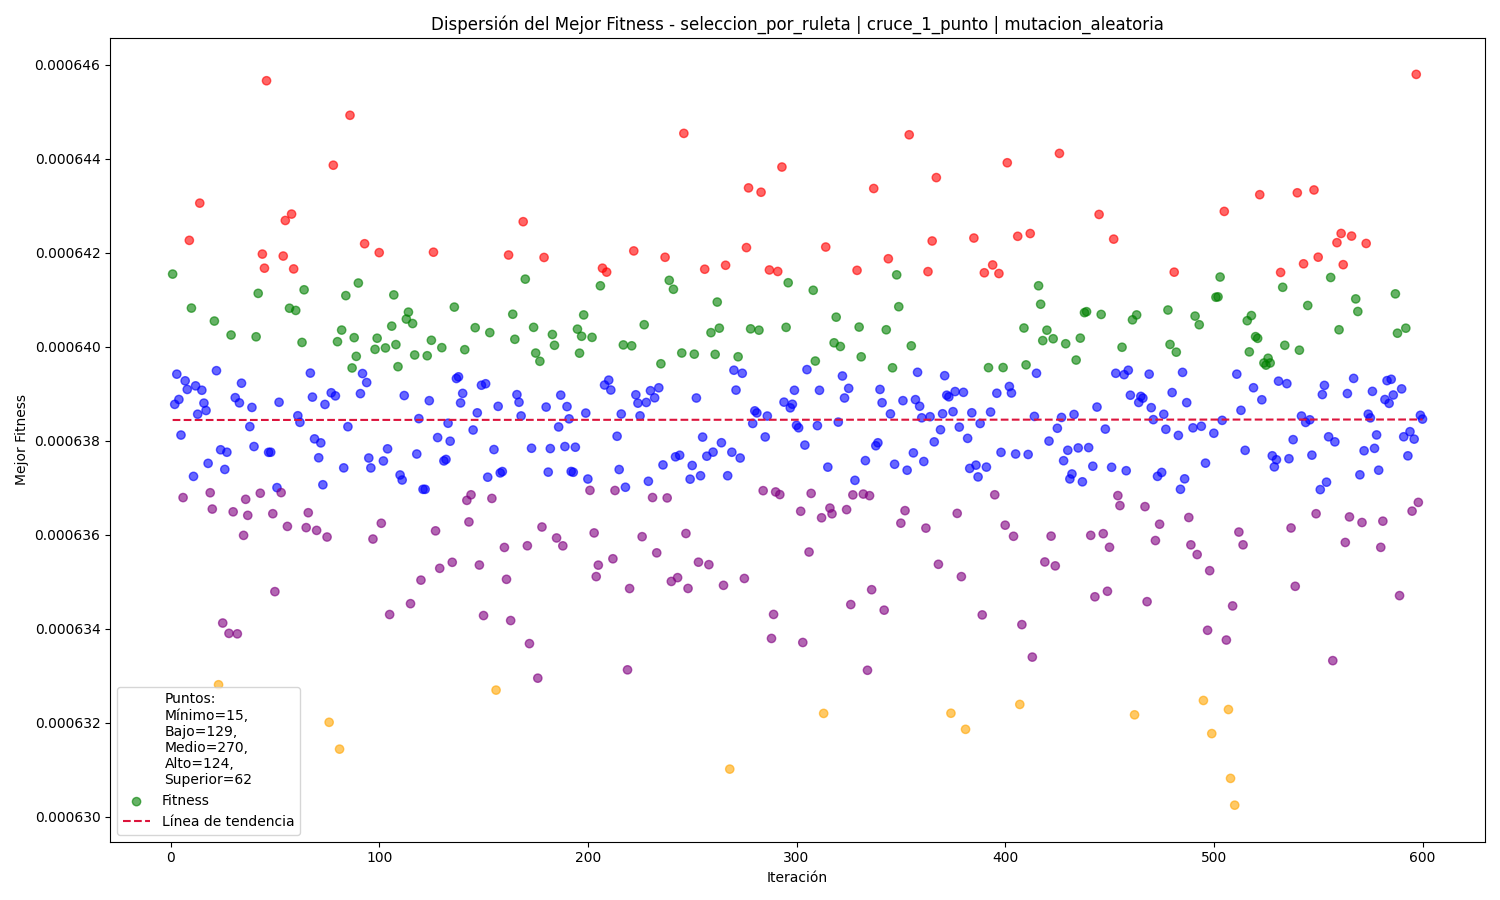 Dispersión del Mejor Fitness - seleccion_por_ruleta | cruce_1_punto | mutacion_aleatoria
Mejor Fitness
0.000646
0.000644
0.000642
0.000640
0.000638
0.000636
0.000634
0.000632
0.000630
Puntos:
Mínimo=15,
Bajo=129,
Medio=270,
Alto=124,
Superior=62
Fitness
Línea de tendencia
0
100
200
300
400
500
600
Iteración